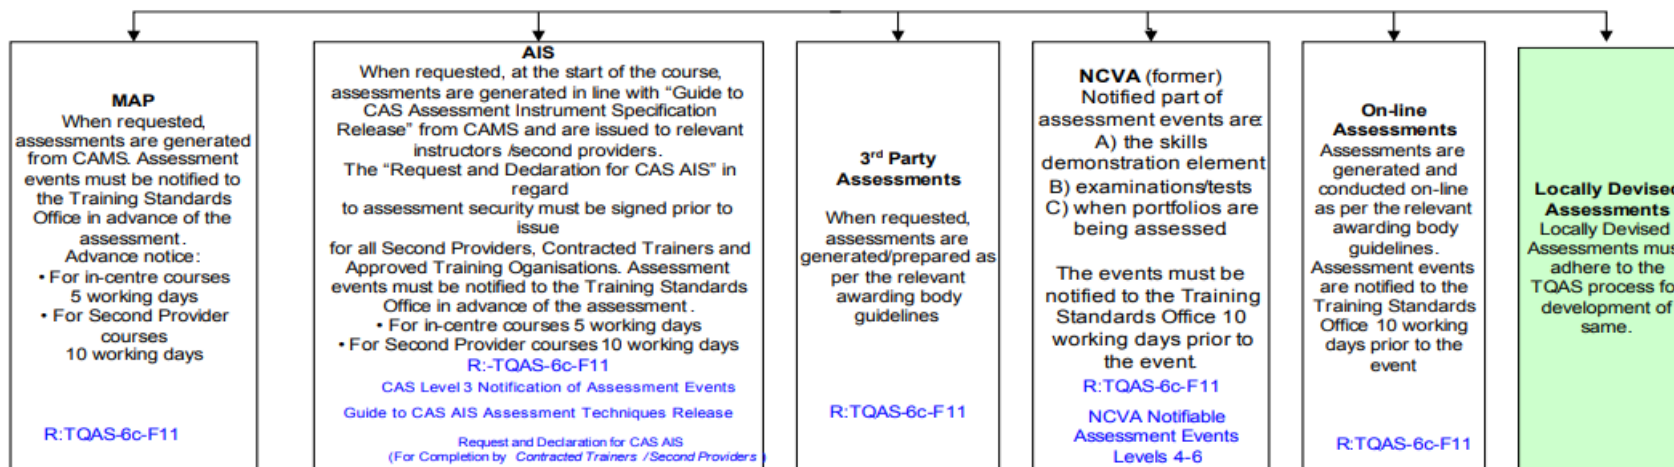 MAP
When requested,
assessments are generated
from CAMS. Assessment
events must be notified to
the Training Standards
Office in advance of the
assessment.
Advance notice:
• For in-centre courses
5 working days
• For Second Provider
courses
10 working days
R:TQAS-6c-F11
AIS
When requested, at the start of the course,
assessments are generated in line with “Guide to
CAS Assessment Instrument Specification
Release” from CAMS and are issued to relevant
instructors /second providers.
The “Request and Declaration for CAS AIS” in
regard
to assessment security must be signed prior to
issue
for all Second Providers, Contracted Trainers and
Approved Training Oganisations. Assessment
events must be notified to the Training Standards
Office in advance of the assessment.
• For in-centre courses 5 working days
• For Second Provider courses 10 working days
R:-TQAS-6c-F11
CAS Level 3 Notification of Assessment Events
Guide to CAS AIS Assessment Techniques Release
Request and Declaration for CAS AIS
(For Completion by Contracted Trainers /Second Providers )
3rd Party
Assessments
When requested,
assessments are
generated/prepared as
per the relevant
awarding body
guidelines
R:TQAS-6c-F11
NCVA (former)
Notified part of
assessment events are:
A) the skills
demonstration element
B) examinations/tests
C) when portfolios are
being assessed
The events must be
notified to the Training
Standards Office 10
working days prior to
the event.
R:TQAS-6c-F11
NCVA Notifiable
Assessment Events
Levels 4-6
On-line
Assessments
Assessments are
generated and
conducted on-line
as per the relevant
awarding body
guidelines.
Assessment events
are notified to the
Training Standards
Office 10 working
days prior to the
event
R:TQAS-6c-F11
Locally Devised
Assessments
Locally Devised
Assessments must
adhere to the
TQAS process for
development of
same.